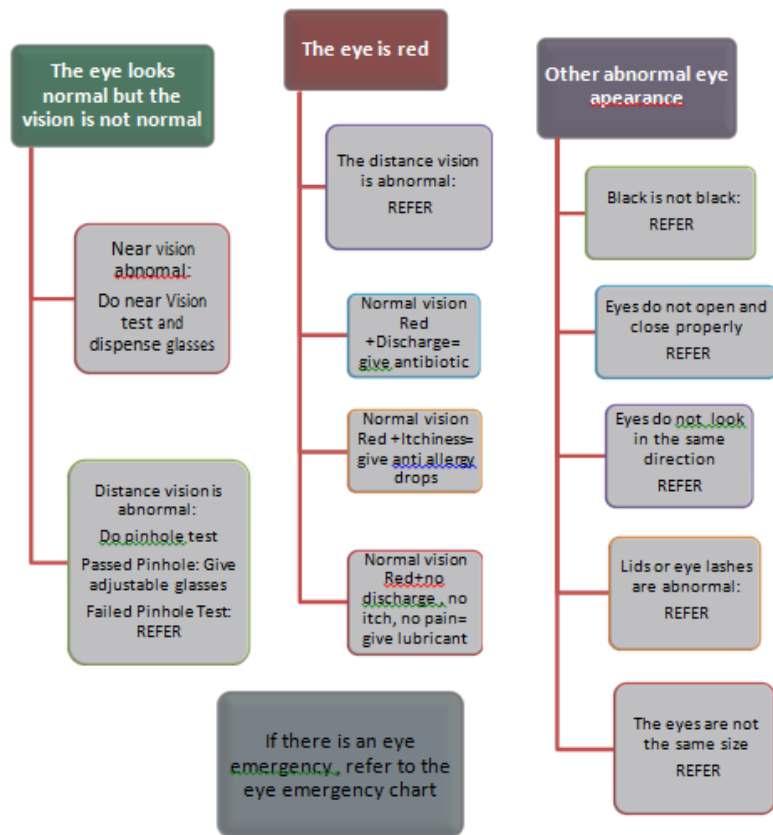 The eye looks
normal but the
vision is not normal
Near vision
abnomal:
Do near Vision
test and
dispense glasses
Distance vision is
abnormal:
Do pinhole test
Passed Pinhole: Give
adjustable glasses
Failed Pinhole Test:
REFER
The eye is red
The distance vision
is abnormal:
REFER
Normal vision
Red
+Discharge=
give antibiotic
Normal vision
Red +Itchiness=
give anti allergy
drops
Normal vision
Red+no
discharge , no
itch, no pain=
give lubricant
Other abnormal eye
apearance
Black is not black:
REFER
Eyes do not open and
close properly
REFER
Eyes do not look
in the same
direction
REFER
Lids or eye lashes
are abnormal:
REFER
The eyes are not
the same size
REFER
If there is an eye
emergency , refer to the
eye emergency chart